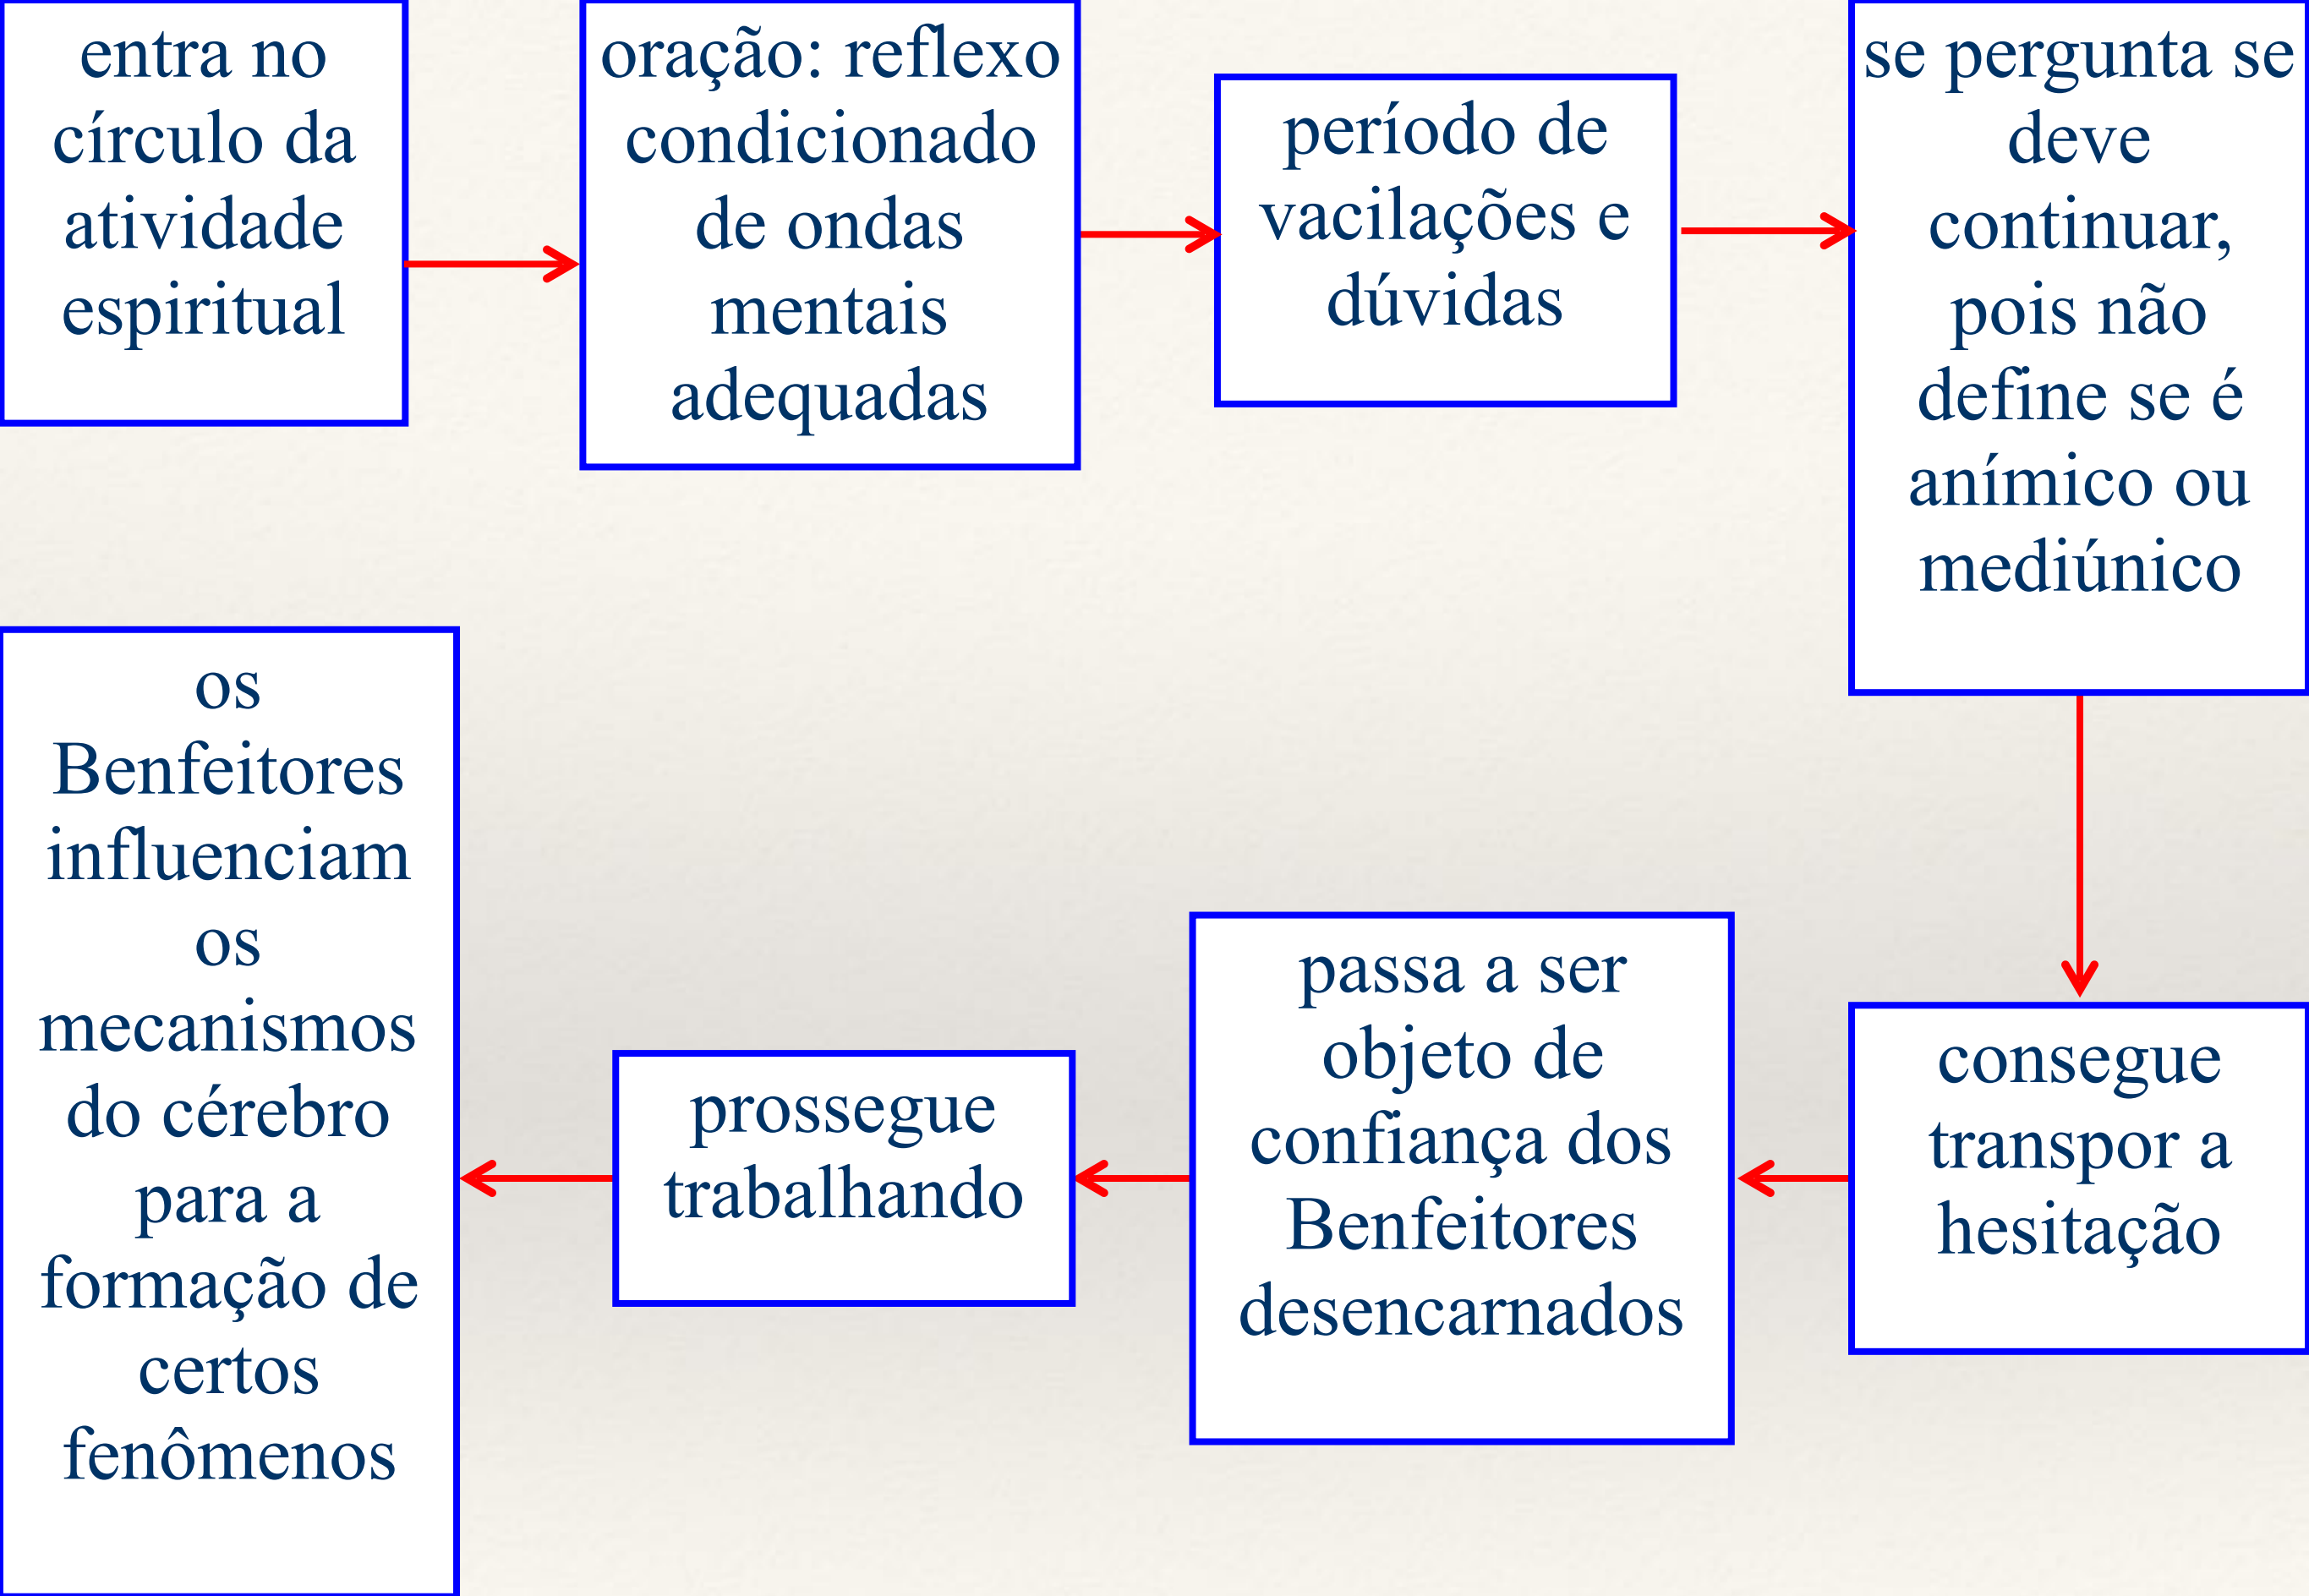 entra no
círculo da
atividade
espiritual
oração: reflexo
condicionado
de ondas
mentais
adequadas
período de
vacilações e
dúvidas
se pergunta se
deve
continuar,
pois não
define se é
anímico ou
mediúnico
consegue
transpor a
hesitação
passa a ser
objeto de
confiança dos
Benfeitores
desencarnados
prossegue
trabalhando
os
Benfeitores
influenciam
os
mecanismos
do cérebro
para a
formação de
certos
fenômenos